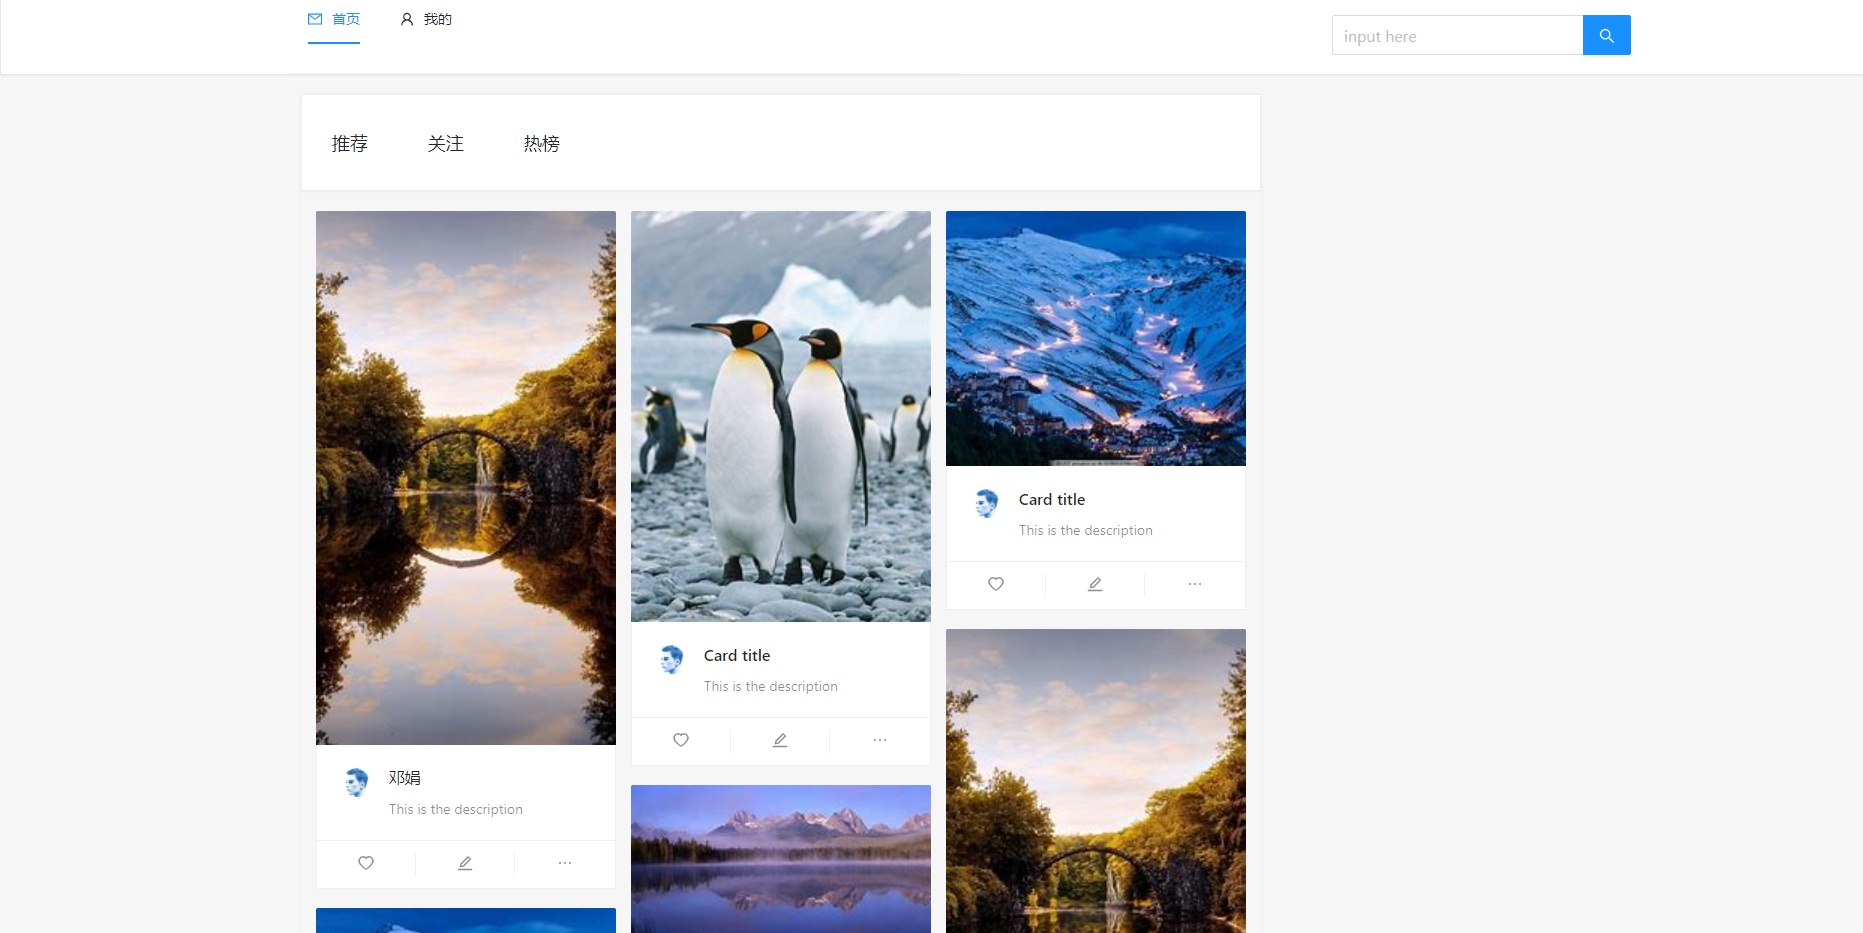 首页
我的
input here
推荐
关注
热榜
Card title
This is the description
Card title
This is the description
邓娟
This is the description